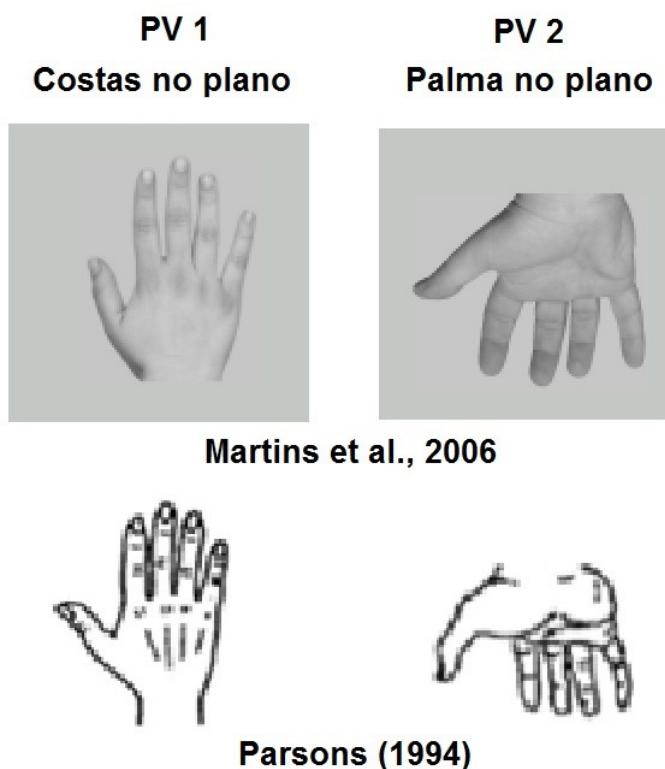 PV 1
Costas no plano
PV 2
Palma no plano
Martins et al., 2006
Parsons (1994)